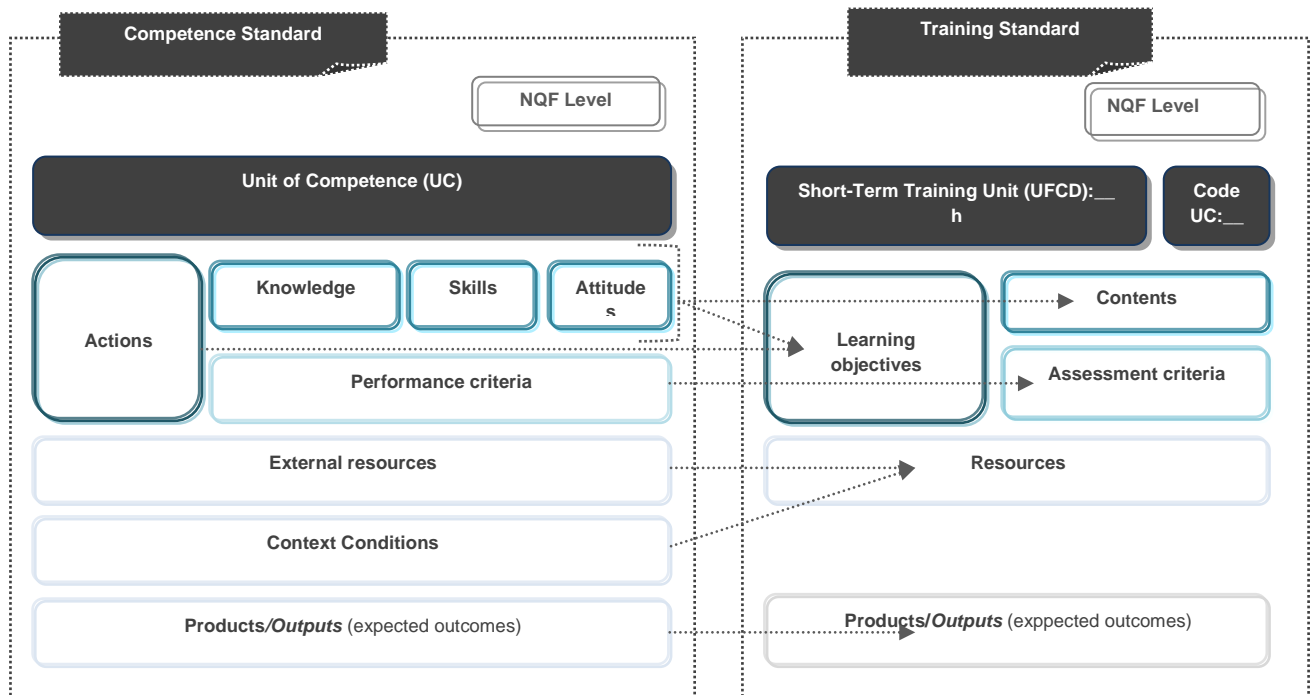 Competence Standard
Training Standard
NQF Level
NQF Level
Unit of Competence (UC)
Short-Term Training Unit (UFCD):__
h
Code
UC:__
Actions
Knowledge
Skills
Attitude
s
Performance criteria
Learning
objectives
Contents
Assessment criteria
External resources
Resources
Context Conditions
Products/Outputs (expected outcomes)
Products/Outputs (exppected outcomes)